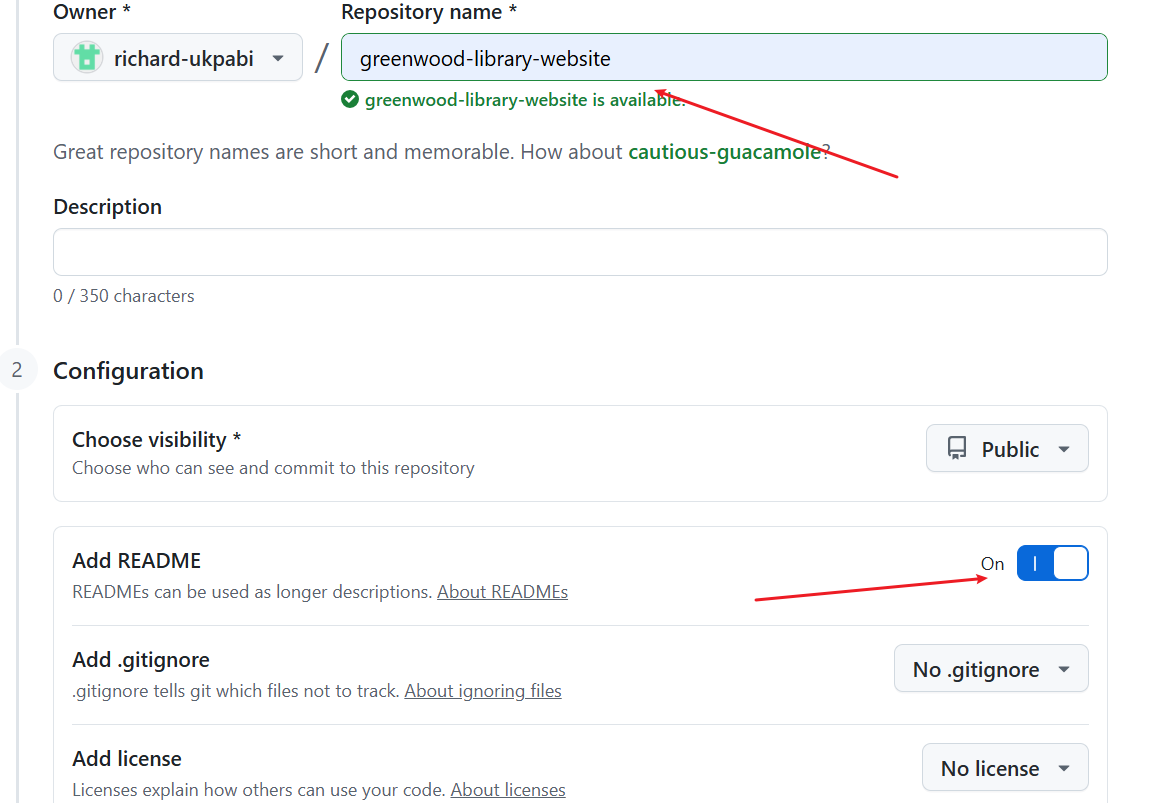 Owner *
Repository name *
richard-ukpabi
/
greenwood-library-website
greenwood-library-website is available.
Great repository names are short and memorable. How about cautious-guacamole?
Description
0 / 350 characters
2
Configuration
Choose visibility *
Choose who can see and commit to this repository
Public
Add README
READMEs can be used as longer descriptions. About READMEs
On
Add .gitignore
.gitignore tells git which files not to track. About ignoring files
No .gitignore
Add license
Licenses explain how others can use your code. About licenses
No license